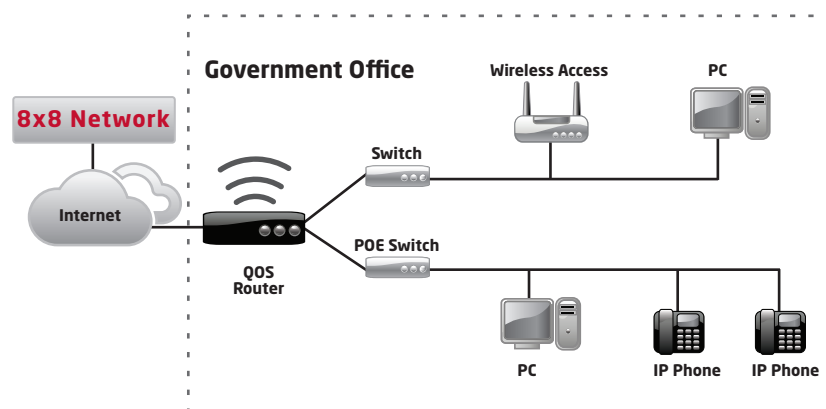 Government Office
Wireless Access
PC
8x8 Network
Switch
Internet
POE Switch
QOS
Router
PC
IP Phone
IP Phone